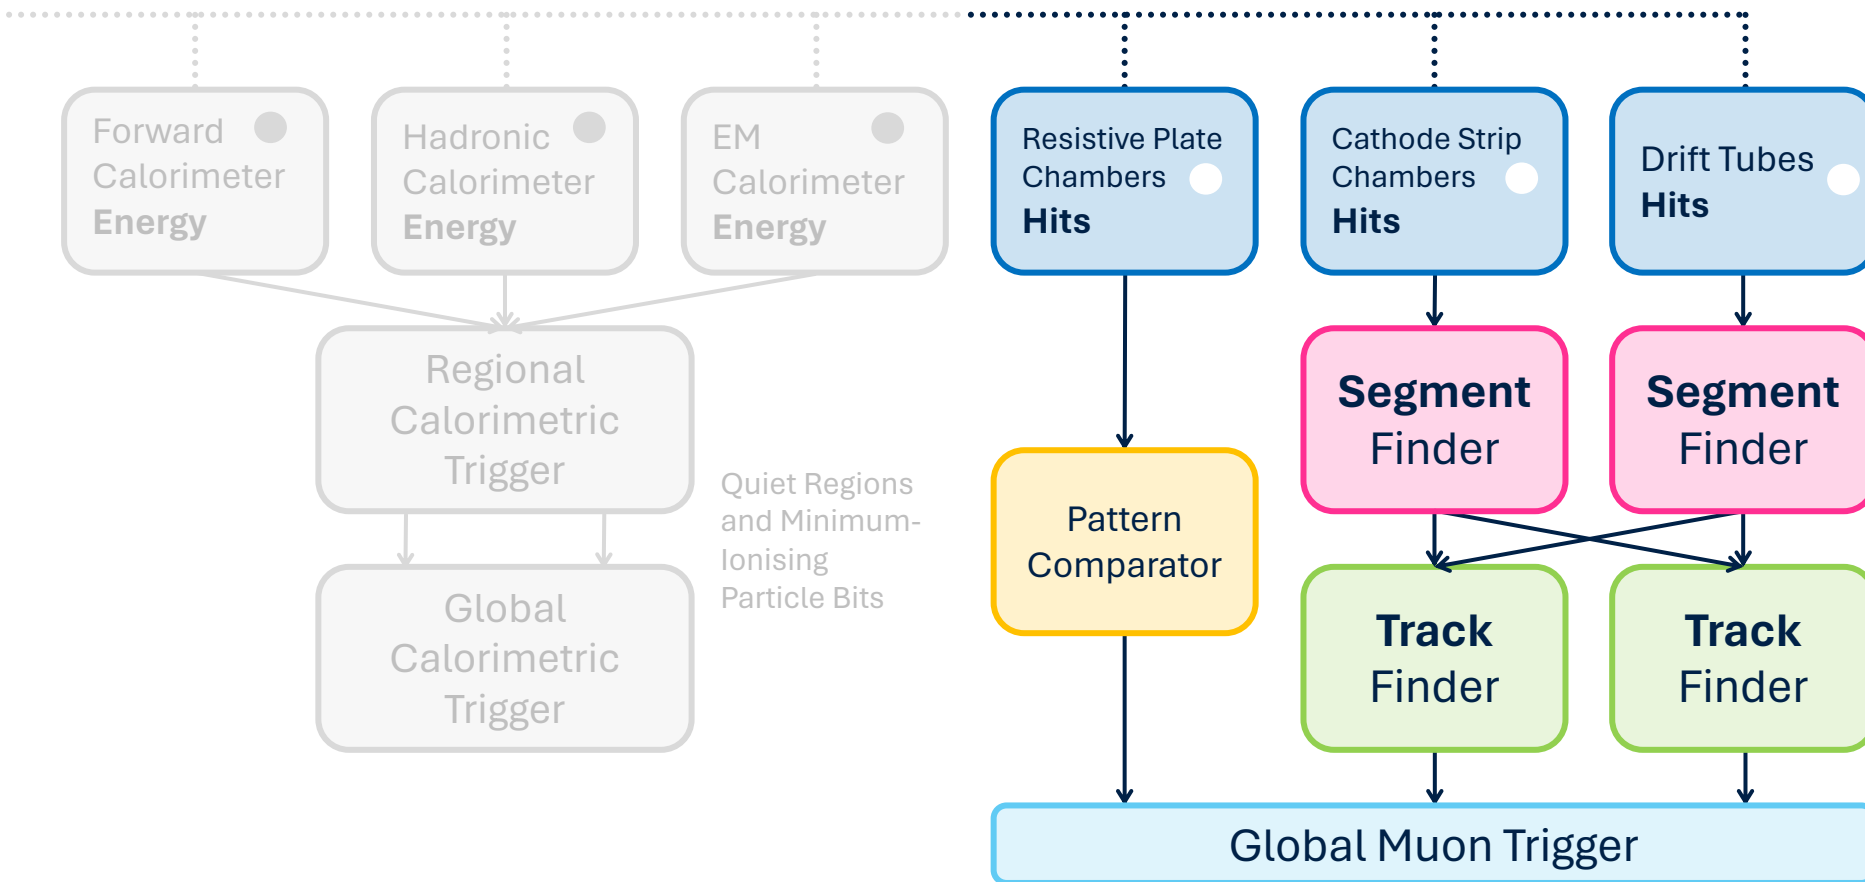 Forward
Calorimeter
Energy
Hadronic
Calorimeter
Energy
EM
Calorimeter
Energy
Resistive Plate
Chambers
Hits
Cathode Strip
Chambers
Hits
Drift Tubes
Hits
Regional
Calorimetric
Trigger
Segment
Finder
Segment
Finder
Quiet Regions
and Minimum-
Ionising
Particle Bits
Pattern
Comparator
Global
Calorimetric
Trigger
Track
Finder
Track
Finder
Global Muon Trigger